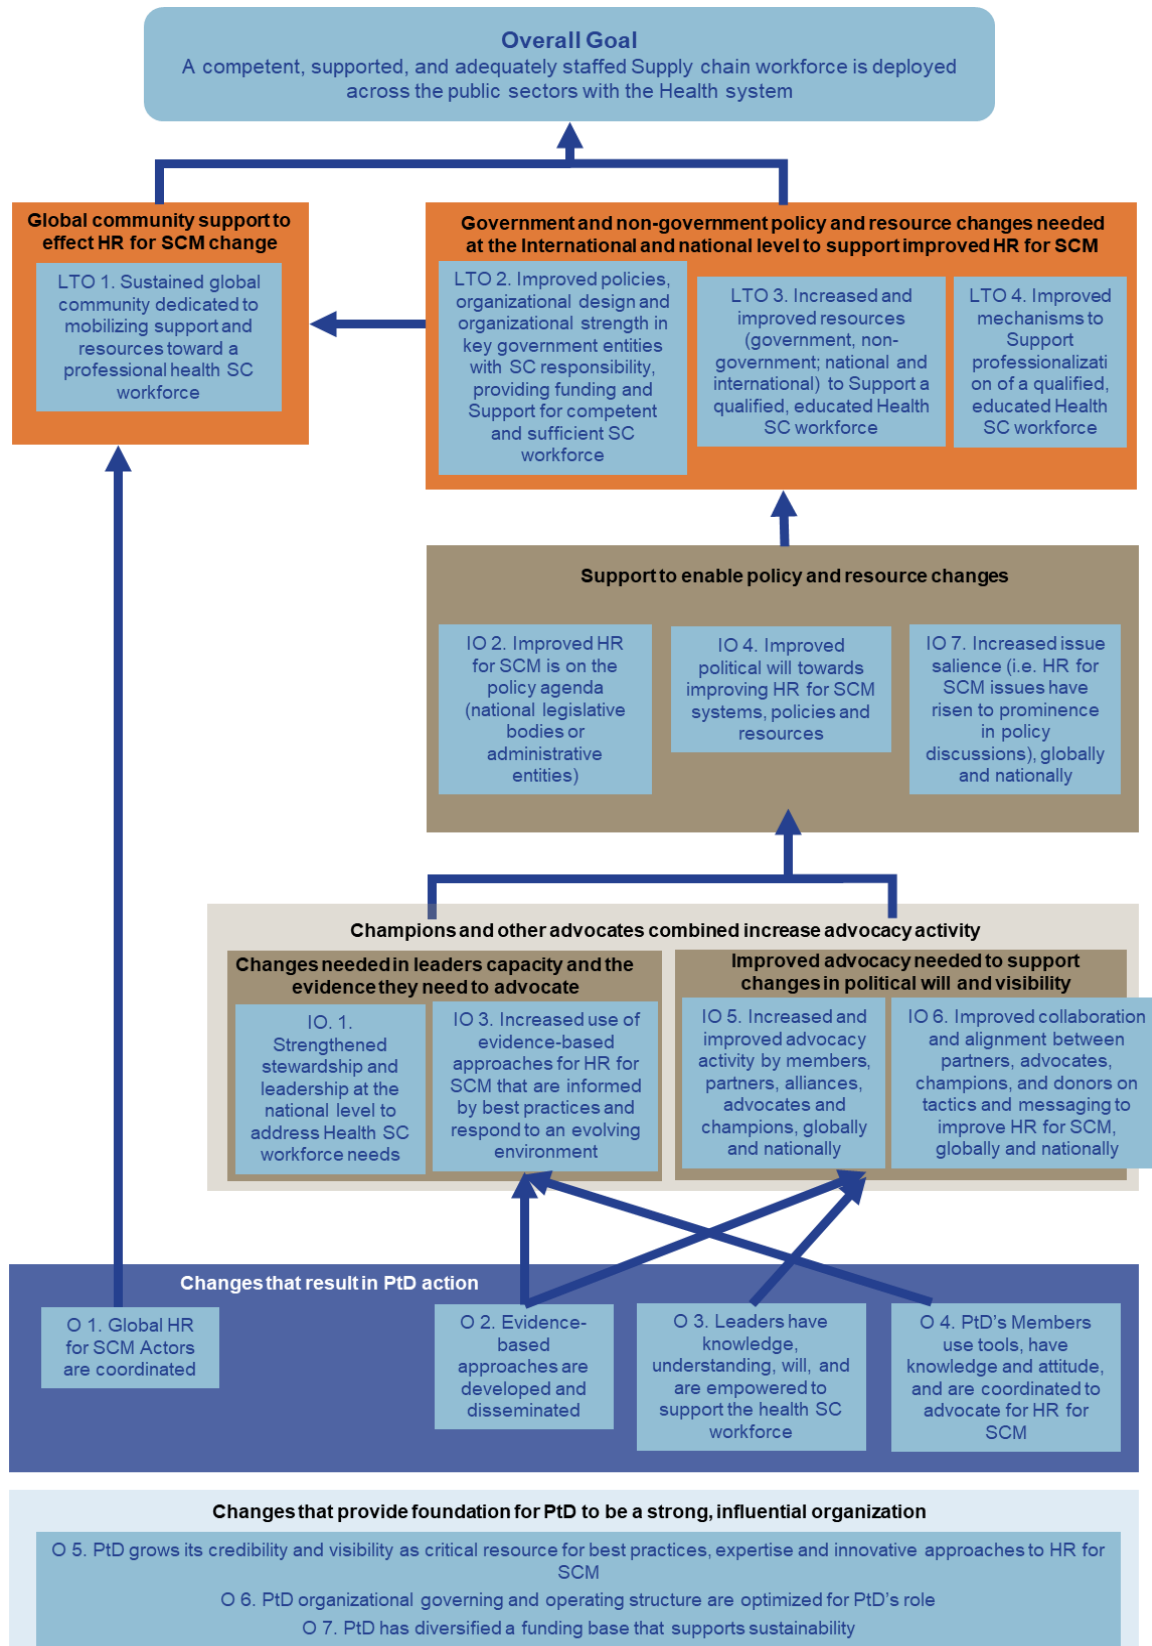 Overall Goal
A competent, supported, and adequately staffed Supply chain workforce is deployed
across the public sectors with the Health system
Global community support to
effect HR for SCM change
LTO 1. Sustained global
community dedicated to
mobilizing support and
resources toward a
professional health SC
workforce
Government and non-government policy and resource changes needed
at the International and national level to support improved HR for SCM
LTO 2. Improved policies,
organizational design and
organizational strength in
key government entities
with SC responsibility,
providing funding and
Support for competent
and sufficient SC
workforce
LTO 3. Increased and
improved resources
(government, non-
government; national and
international) to Support a
qualified, educated Health
SC workforce
LTO 4. Improved
mechanisms to
Support
professionalizati
on of a qualified,
educated Health
SC workforce
Support to enable policy and resource changes
IO 2. Improved HR
for SCM is on the
policy agenda
(national legislative
bodies or
administrative
entities)
IO 4. Improved
political will towards
improving HR for SCM
systems, policies and
resources
IO 7. Increased issue
salience (i.e. HR for
SCM issues have
risen to prominence
in policy
discussions), globally
and nationally
Champions and other advocates combined increase advocacy activity
Changes needed in leaders capacity and the
evidence they need to advocate
IO. 1.
Strengthened
stewardship and
leadership at the
national level to
address Health SC
workforce needs
IO 3. Increased use of
evidence-based
approaches for HR for
SCM that are informed
by best practices and
respond to an evolving
environment
Improved advocacy needed to support
changes in political will and visibility
IO 5. Increased and
improved advocacy
activity by members,
partners, alliances,
advocates and
champions, globally
and nationally
IO 6. Improved collaboration
and alignment between
partners, advocates,
champions, and donors on
tactics and messaging to
improve HR for SCM,
globally and nationally
Changes that result in PtD action
O 1. Global HR
for SCM Actors
are coordinated
O 2. Evidence-
based
approaches are
developed and
disseminated
O 3. Leaders have
knowledge,
understanding, will, and
are empowered to
support the health SC
workforce
O 4. PtD's Members
use tools, have
knowledge and attitude,
and are coordinated to
advocate for HR for
SCM
Changes that provide foundation for PtD to be a strong, influential organization
O 5. PtD grows its credibility and visibility as critical resource for best practices, expertise and innovative approaches to HR for
SCM
O 6. PtD organizational governing and operating structure are optimized for PtD's role
O 7. PtD has diversified a funding base that supports sustainability